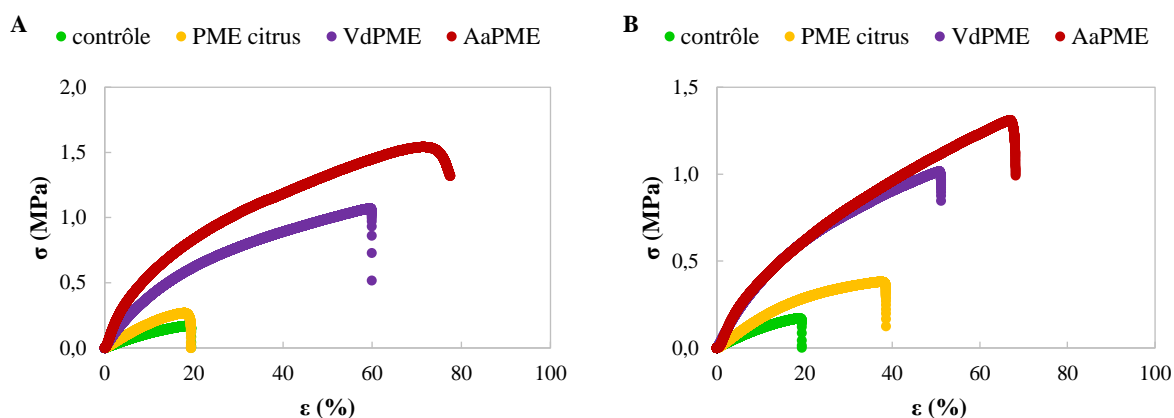 A
contrôle PME citrus VdPME AaPME
2,0
1,5
1,0
0,5
0,0
σ (MPa)
0 20 40 60 80 100
ε (%)
B
contrôle PME citrus VdPME AaPME
1,5
1,0
0,5
0,0
σ (MPa)
0 20 40 60 80 100
ε (%)